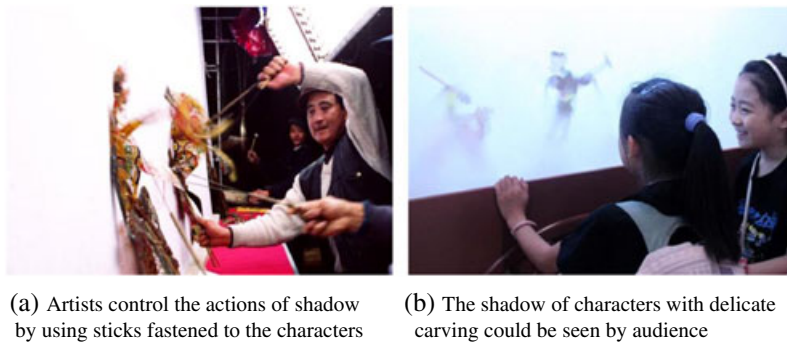 (a) Artists control the actions of shadow
by using sticks fastened to the characters
(b) The shadow of characters with delicate
carving could be seen by audience